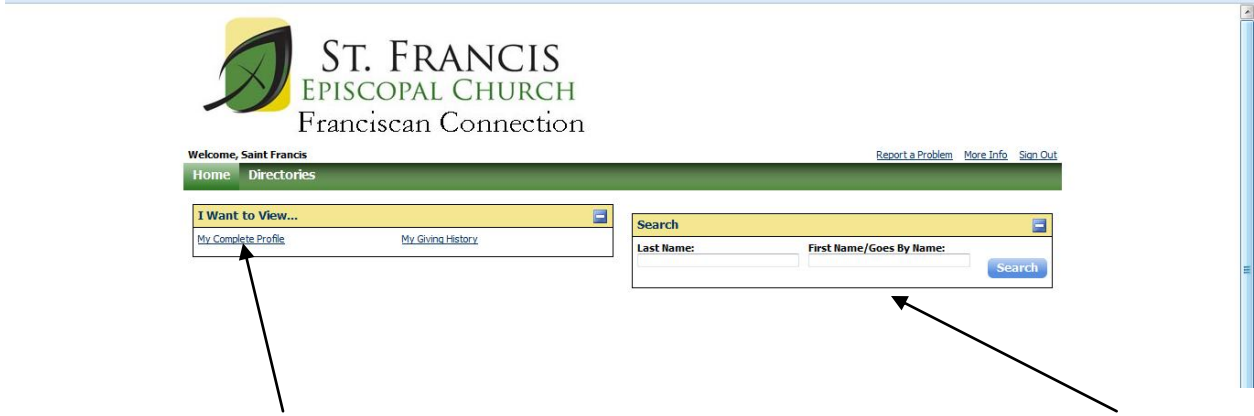 ST. FRANCIS
EPISCOPAL CHURCH
Franciscan Connection
Welcome, Saint Francis
Report a Problem More Info Sign Out
Home Directories
I Want to View...
My Complete Profile My Giving History
Search
Last Name: First Name/Goes By Name:
Search